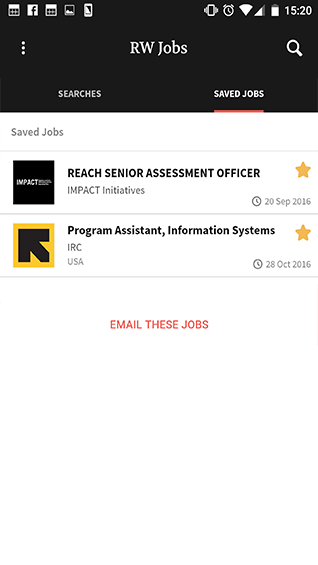 15:20
RW Jobs
SEARCHES
SAVED JOBS
Saved Jobs
IMPACT
REACH SENIOR ASSESSMENT OFFICER
IMPACT Initiatives
20 Sep 2016
Program Assistant, Information Systems
IRC
USA
28 Oct 2016
EMAIL THESE JOBS